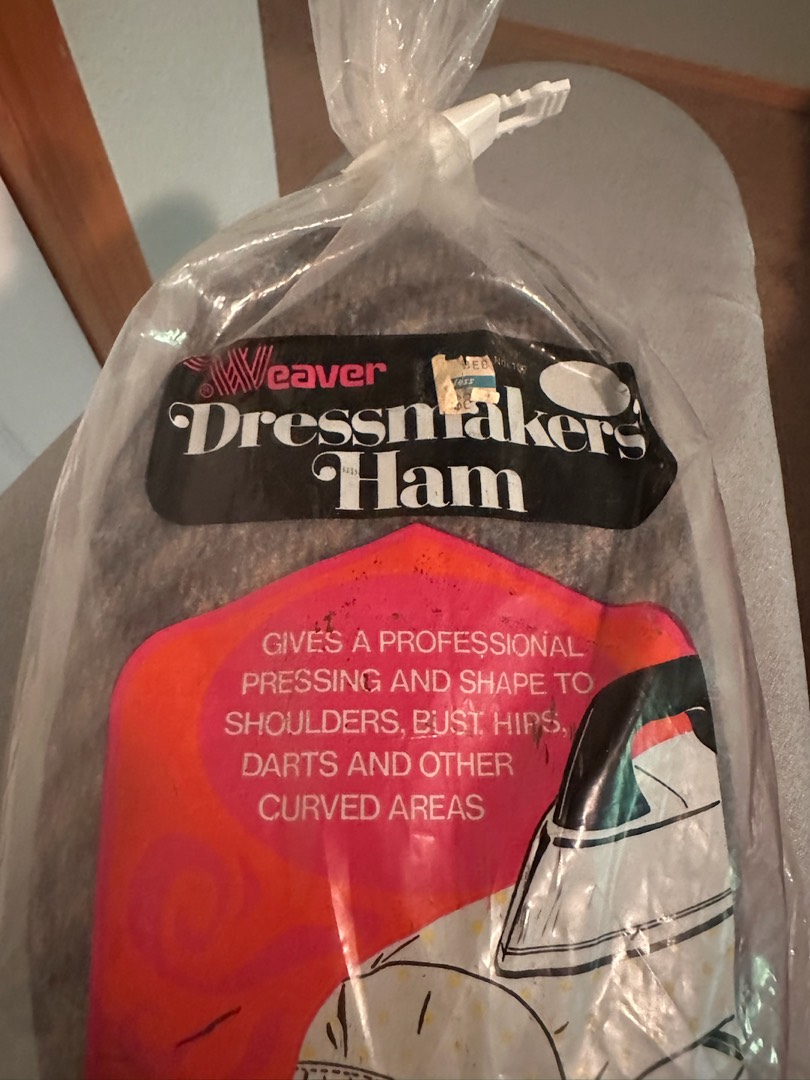 Weaver
Dressmakers'
Ham
GIVES A PROFESSIONAL
PRESSING AND SHAPE TO
SHOULDERS, BUST, HIPS,
DARTS AND OTHER
CURVED AREAS